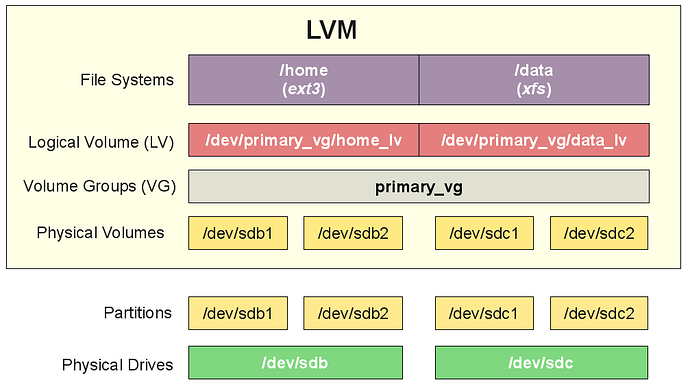 LVM
File Systems
/home
(ext3)
/data
(xfs)
Logical Volume (LV)
/dev/primary_vg/home_lv
/dev/primary_vg/data_lv
Volume Groups (VG)
primary_vg
Physical Volumes
/dev/sdb1
/dev/sdb2
/dev/sdc1
/dev/sdc2
Partitions
/dev/sdb1
/dev/sdb2
/dev/sdc1
/dev/sdc2
Physical Drives
/dev/sdb
/dev/sdc